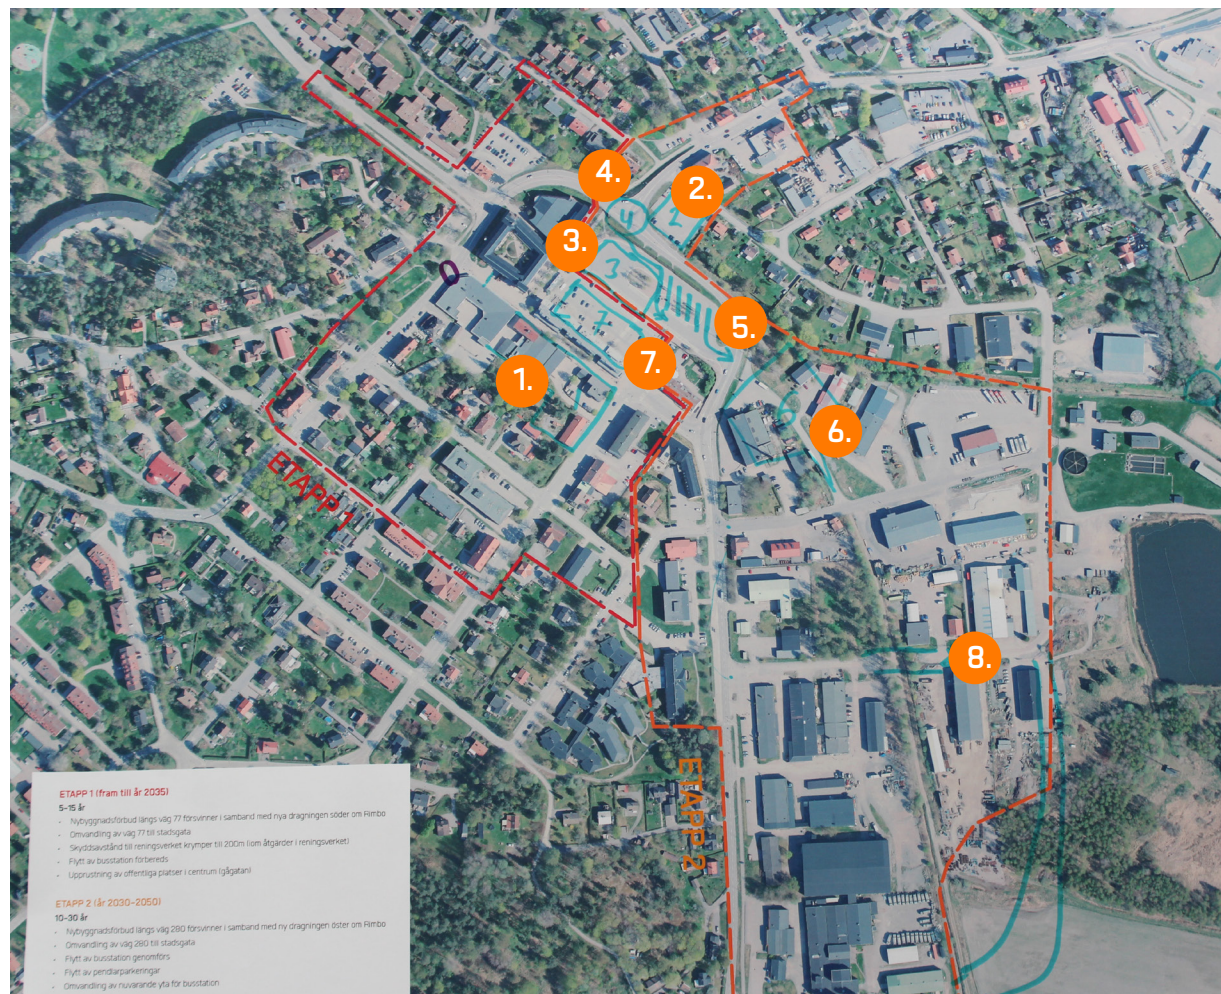 4.
2.
4
2
3.
3
7
5.
7.
1.
6.
ETAPP 1
8.
ETAPP 2
ETAPP 1 (fram till år 2035)
5-15 år
- Nybyggnadsförbud längs väg 77 försvinner i samband med nya dragningen söder om Rimbo
- Omvandling av väg 77 till stadsgata
- Skyddsavstånd till reningsverket krymper till 200m (om åtgärder i reningsverket)
- Flytt av busstation förbereds
- Upprustning av offentliga platser i centrum (gågatan)
ETAPP 2 (år 2030-2050)
10-30 år
- Nybyggnadsförbud längs väg 280 försvinner i samband med ny dragningen öster om Rimbo
- Omvandling av väg 280 till stadsgata
- Flytt av busstation genomförs
- Flytt av pendlarparkeringar
- Omvandling av nuvarande yta för busstation